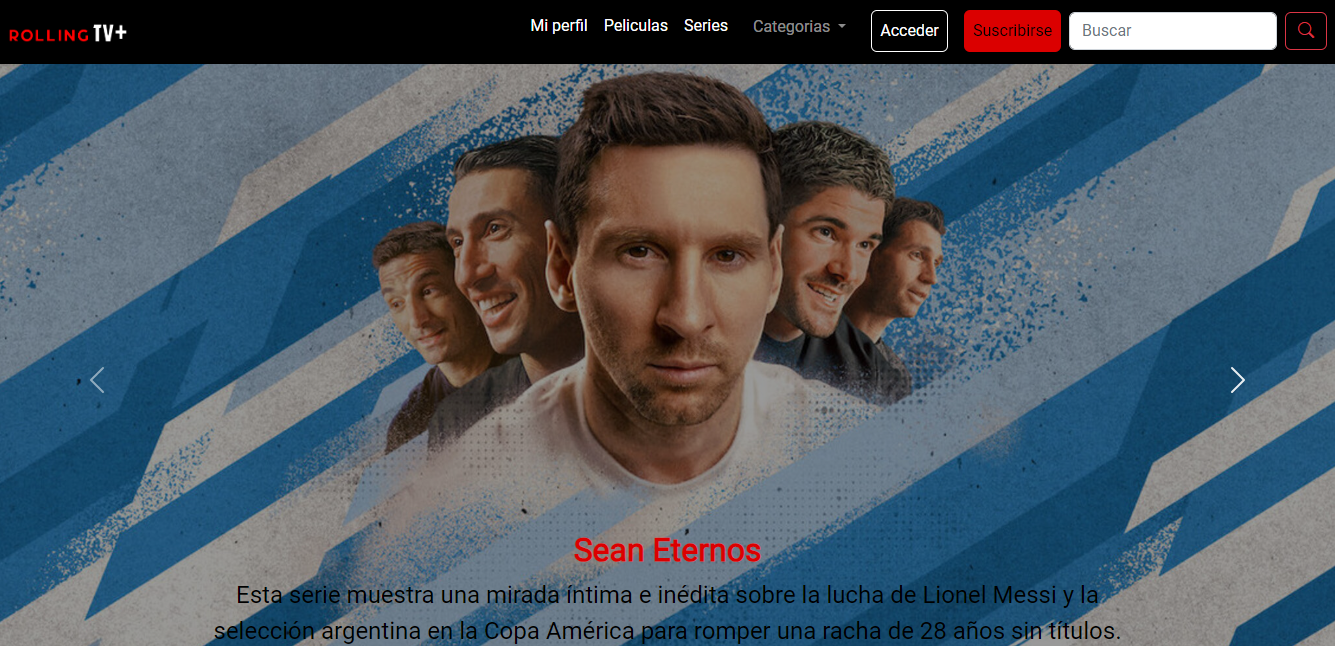 ROLLING TV+
Mi perfil Peliculas Series Categorias Acceder Suscribirse Buscar
Sean Eternos
Esta serie muestra una mirada íntima e inédita sobre la lucha de Lionel Messi y la
selección argentina en la Copa América para romper una racha de 28 años sin títulos.